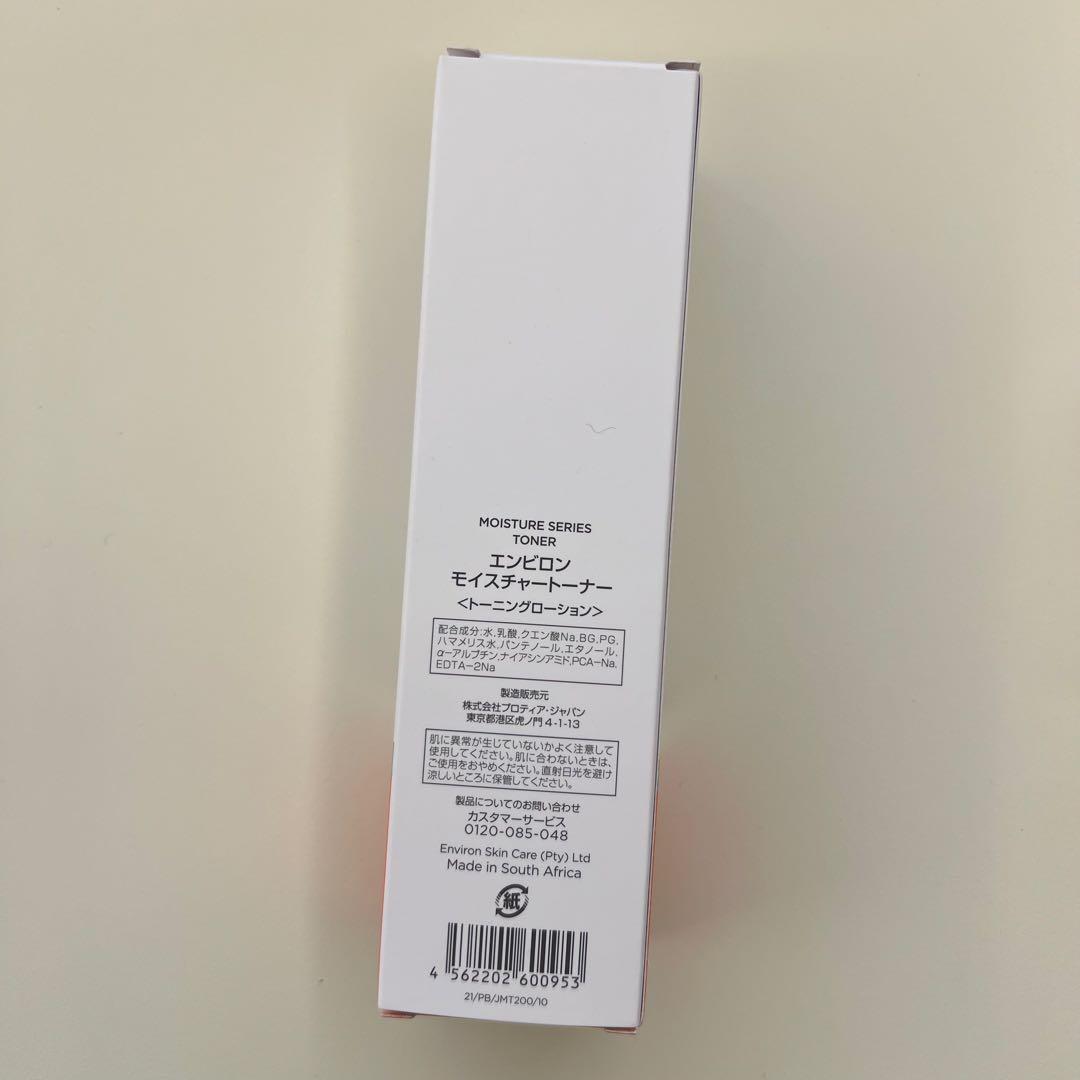 MOISTURE SERIES
TONER
エンビロン
モイスチャートーナー
<トーニングローション>
配合成分:水,乳酸,クエン酸Na,BG,PG,
ハマメリス水,パンテノール,エタノール,
α-アルブチン,ナイアシンアミド,PCA-Na,
EDTA-2Na
製造販売元
株式会社プロティア・ジャパン
東京都港区虎ノ門 4-1-13
肌に異常が生じていないかよく注意して
使用してください。肌に合わないときは、
ご使用をおやめください。直射日光を避け
涼しいところに保管してください。
製品についてのお問い合わせ
カスタマーサービス
0120-085-048
Environ Skin Care (Pty) Ltd
Made in South Africa
紙
4 562202 600953
21/PB/JMT200/10